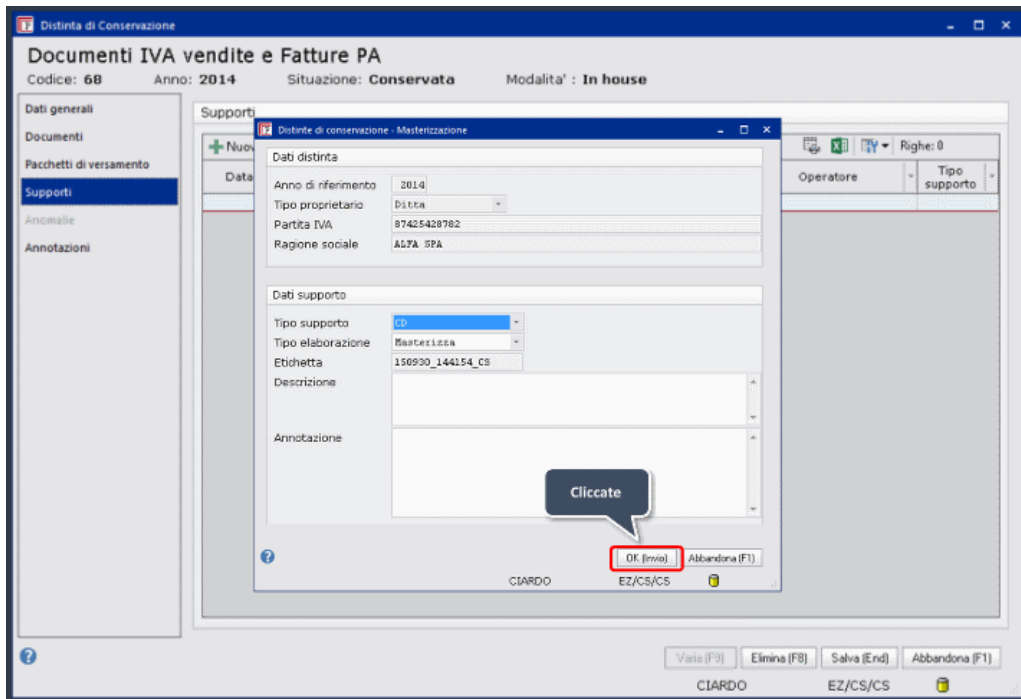 Distinta di Conservazione
Documenti IVA vendite e Fatture PA
Codice: 68 Anno: 2014 Situazione: Conservata Modalita' : In house
Dati generali
Documenti
Pacchetti di versamento
Supporti
Anomalie
Annotazioni
Supporti
Righe: 0
Data
Operatore
Tipo supporto
Distinte di conservazione - Masterizzazione
Dati distinta
Anno di riferimento 2014
Tipo proprietario Ditta
Partita IVA 87425428782
Ragione sociale ALFA SPA
Dati supporto
Tipo supporto CD
Tipo elaborazione Masterizza
Etichetta 150930_144154_CS
Descrizione
Annotazione
Cliccate
OK (Invio) Abbandona (F1)
CIARDO EZ/CS/CS
Varia (F9) Elimina (F8) Salva (End) Abbandona (F1)
CIARDO EZ/CS/CS